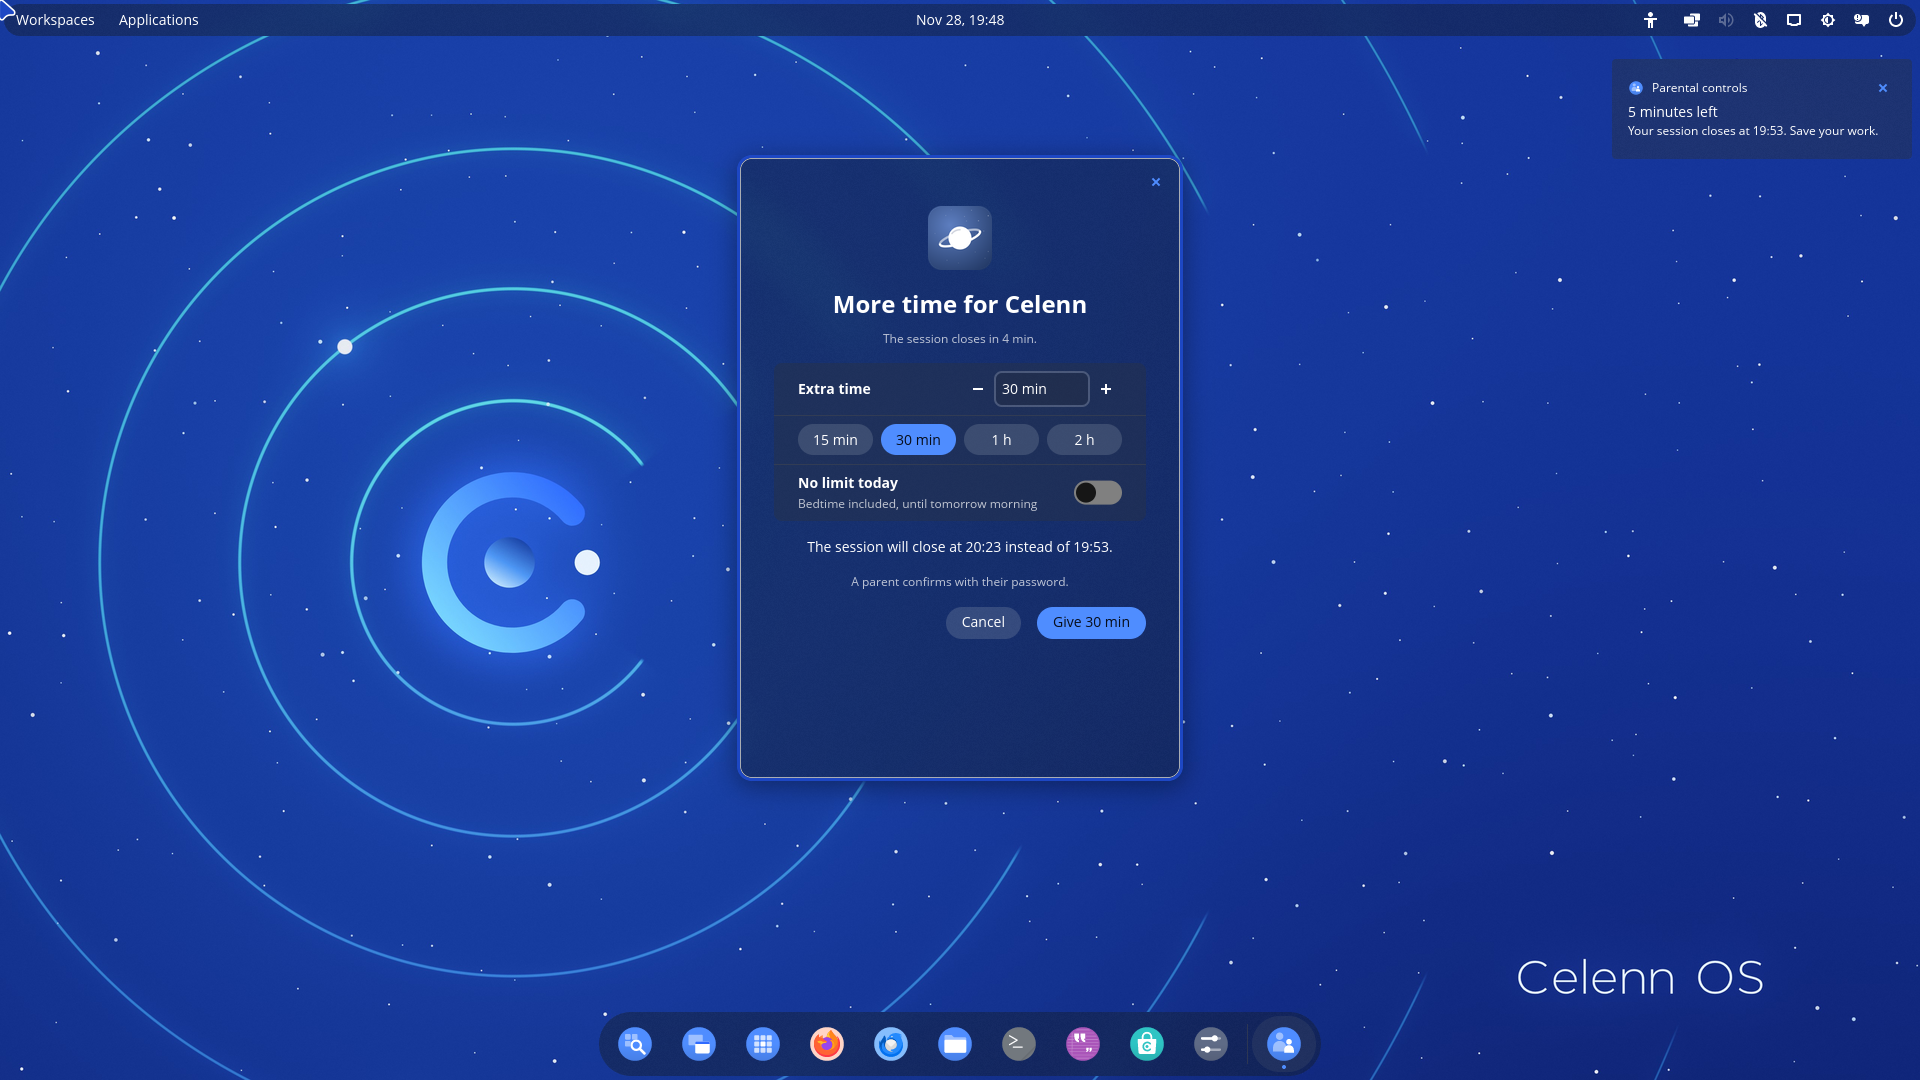 Workspaces
Applications
Nov 28, 19:48
Parental controls
5 minutes left
Your session closes at 19:53. Save your work.
More time for Celenn
The session closes in 4 min.
Extra time
− 30 min +
15 min
30 min
1 h
2 h
No limit today
Bedtime included, until tomorrow morning
The session will close at 20:23 instead of 19:53.
A parent confirms with their password.
Cancel
Give 30 min
Celenn OS